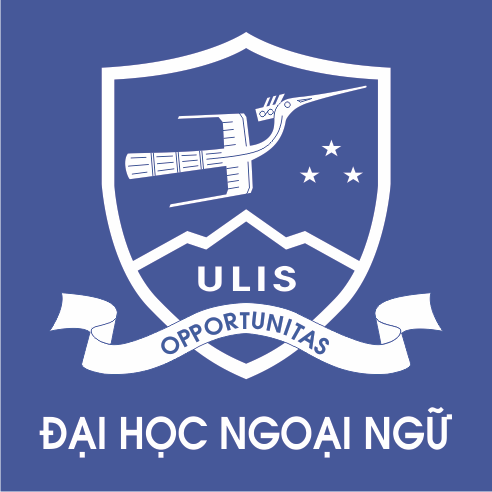 ULIS
OPPORTUNITAS
ĐẠI HỌC NGOẠI NGỮ